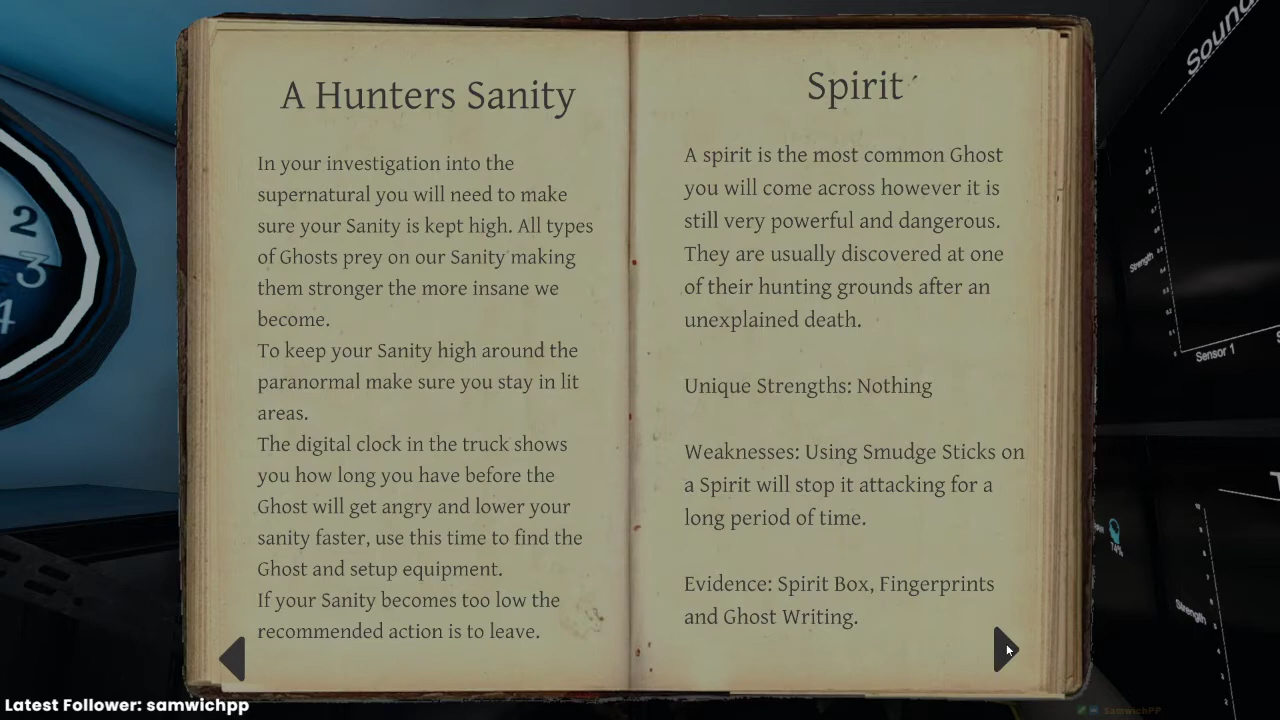 A Hunters Sanity
In your investigation into the
supernatural you will need to make
sure your Sanity is kept high. All types
of Ghosts prey on our Sanity making
them stronger the more insane we
become.
To keep your Sanity high around the
paranormal make sure you stay in lit
areas.
The digital clock in the truck shows
you how long you have before the
Ghost will get angry and lower your
sanity faster, use this time to find the
Ghost and setup equipment.
If your Sanity becomes too low the
recommended action is to leave.
Spirit
A spirit is the most common Ghost
you will come across however it is
still very powerful and dangerous.
They are usually discovered at one
of their hunting grounds after an
unexplained death.
Unique Strengths: Nothing
Weaknesses: Using Smudge Sticks on
a Spirit will stop it attacking for a
long period of time.
Evidence: Spirit Box, Fingerprints
and Ghost Writing.
2
3
4
Sound
Strength
Sensor 1
74%
Strength
Latest Follower: samwichpp
SamwichPP